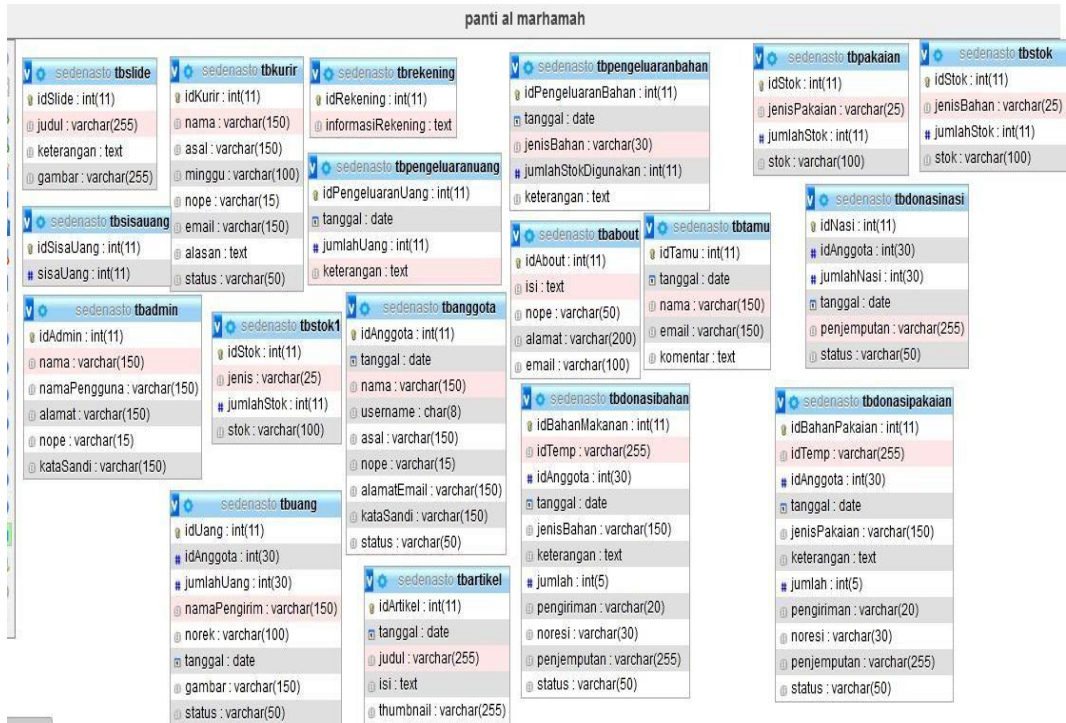 panti al marhamah
sedenasto tbslide
idSlide : int(11)
judul : varchar(255)
keterangan : text
gambar : varchar(255)
sedenasto tbkurir
idKurir : int(11)
nama : varchar(150)
asal : varchar(150)
minggu : varchar(100)
nope : varchar(15)
email : varchar(150)
alasan : text
status : varchar(50)
sedenasto tbrekening
idRekening : int(11)
informasiRekening : text
sedenasto tbpengeluaranbahan
idPengeluaranBahan : int(11)
tanggal : date
jenisBahan : varchar(30)
jumlahStokDigunakan : int(11)
keterangan : text
sedenasto tbpakaian
idStok : int(11)
jenisPakaian : varchar(25)
jumlahStok : int(11)
stok : varchar(100)
sedenasto tbstok
idStok : int(11)
jenisBahan : varchar(25)
jumlahStok : int(11)
stok : varchar(100)
sedenasto tbpengeluaranuang
idPengeluaranUang : int(11)
tanggal : date
jumlahUang : int(11)
keterangan : text
sedenasto tbsisauang
idSisaUang : int(11)
sisaUang : int(11)
sedenasto tbabout
idAbout : int(11)
isi : text
nope : varchar(50)
alamat : varchar(200)
email : varchar(100)
sedenasto tbtamu
idTamu : int(11)
tanggal : date
nama : varchar(150)
email : varchar(150)
komentar : text
sedenasto tbdonasinasi
idNasi : int(11)
idAnggota : int(30)
jumlahNasi : int(30)
tanggal : date
penjemputan : varchar(255)
status : varchar(50)
sedenasto tbadmin
idAdmin : int(11)
nama : varchar(150)
namaPengguna : varchar(150)
alamat : varchar(150)
nope : varchar(15)
kataSandi : varchar(150)
sedenasto tbstok1
idStok : int(11)
jenis : varchar(25)
jumlahStok : int(11)
stok : varchar(100)
sedenasto tbanggota
idAnggota : int(11)
tanggal : date
nama : varchar(150)
username : char(8)
asal : varchar(150)
nope : varchar(15)
alamatEmail : varchar(150)
kataSandi : varchar(150)
status : varchar(50)
sedenasto tbdonasibahan
idBahanMakanan : int(11)
idTemp : varchar(255)
idAnggota : int(30)
tanggal : date
jenisBahan : varchar(150)
keterangan : text
jumlah : int(5)
pengiriman : varchar(20)
noresi : varchar(30)
penjemputan : varchar(255)
status : varchar(50)
sedenasto tbdonasipakaian
idBahanPakaian : int(11)
idTemp : varchar(255)
idAnggota : int(30)
tanggal : date
jenisPakaian : varchar(150)
keterangan : text
jumlah : int(5)
pengiriman : varchar(20)
noresi : varchar(30)
penjemputan : varchar(255)
status : varchar(50)
sedenasto tbuang
idUang : int(11)
idAnggota : int(30)
jumlahUang : int(30)
namaPengirim : varchar(150)
norek : varchar(100)
tanggal : date
gambar : varchar(150)
status : varchar(50)
sedenasto tbartikel
idArtikel : int(11)
tanggal : date
judul : varchar(255)
isi : text
thumbnail : varchar(255)